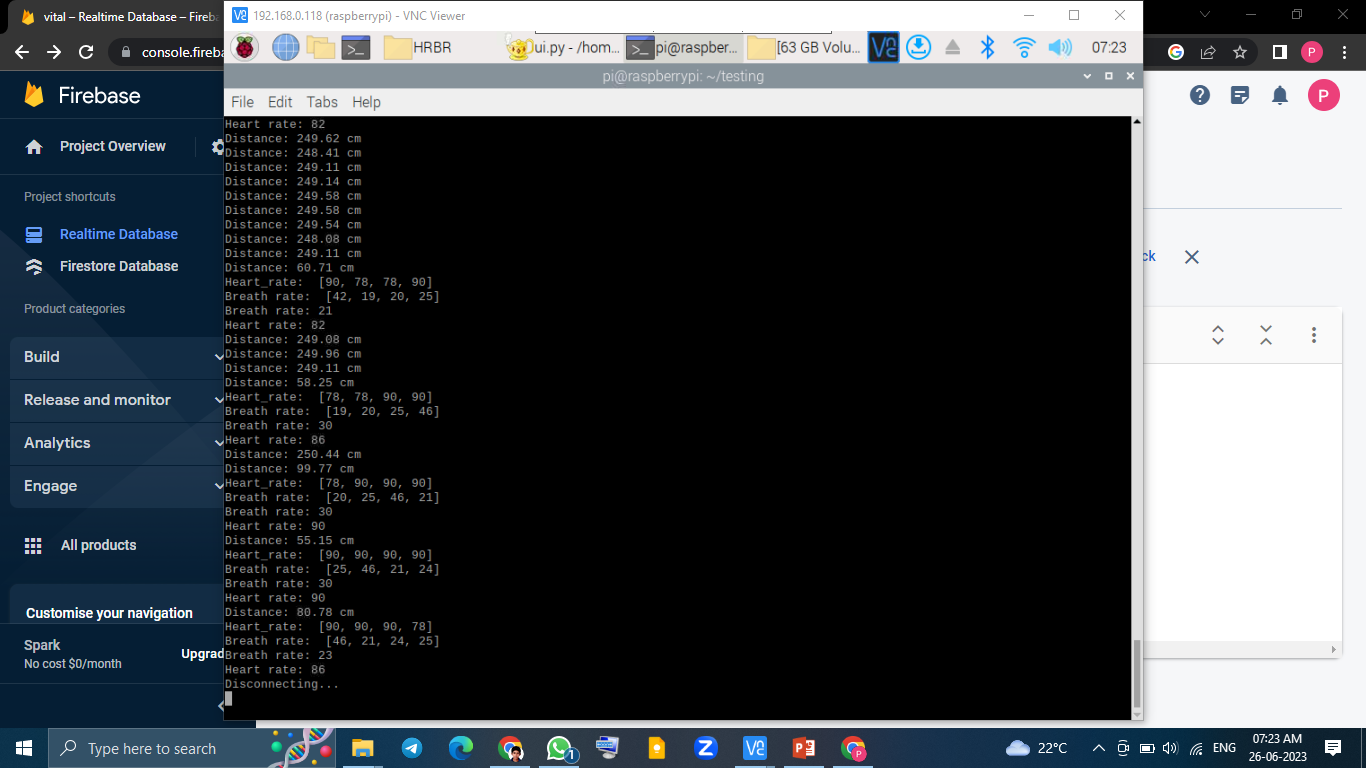 vital – Realtime Database – Fireba
192.168.0.118 (raspberrypi) - VNC Viewer
console.fireba
HRBR
ui.py - /hom...
pi@raspber...
[63 GB Volu...
07:23
P
pi@raspberrypi: ~/testing
Firebase
File Edit Tabs Help
P
Project Overview
Project shortcuts
Realtime Database
Firestore Database
Product categories
Build
Release and monitor
Analytics
Engage
All products
Customise your navigation
Spark
No cost $0/month
Upgrad
Heart rate: 82
Distance: 249.62 cm
Distance: 248.41 cm
Distance: 249.11 cm
Distance: 249.14 cm
Distance: 249.58 cm
Distance: 249.58 cm
Distance: 249.54 cm
Distance: 248.08 cm
Distance: 249.11 cm
Distance: 60.71 cm
Heart_rate:  [90, 78, 78, 90]
Breath rate:  [42, 19, 20, 25]
Breath rate: 21
Heart rate: 82
Distance: 249.08 cm
Distance: 249.96 cm
Distance: 249.11 cm
Distance: 58.25 cm
Heart_rate:  [78, 78, 90, 90]
Breath rate:  [19, 20, 25, 46]
Breath rate: 30
Heart rate: 86
Distance: 250.44 cm
Distance: 99.77 cm
Heart_rate:  [78, 90, 90, 90]
Breath rate:  [20, 25, 46, 21]
Breath rate: 30
Heart rate: 90
Distance: 55.15 cm
Heart_rate:  [90, 90, 90, 90]
Breath rate:  [25, 46, 21, 24]
Breath rate: 30
Heart rate: 90
Distance: 80.78 cm
Heart_rate:  [90, 90, 90, 78]
Breath rate:  [46, 21, 24, 25]
Breath rate: 23
Heart rate: 86
Disconnecting...
ck
Type here to search
1
22°C
ENG
07:23 AM
26-06-2023